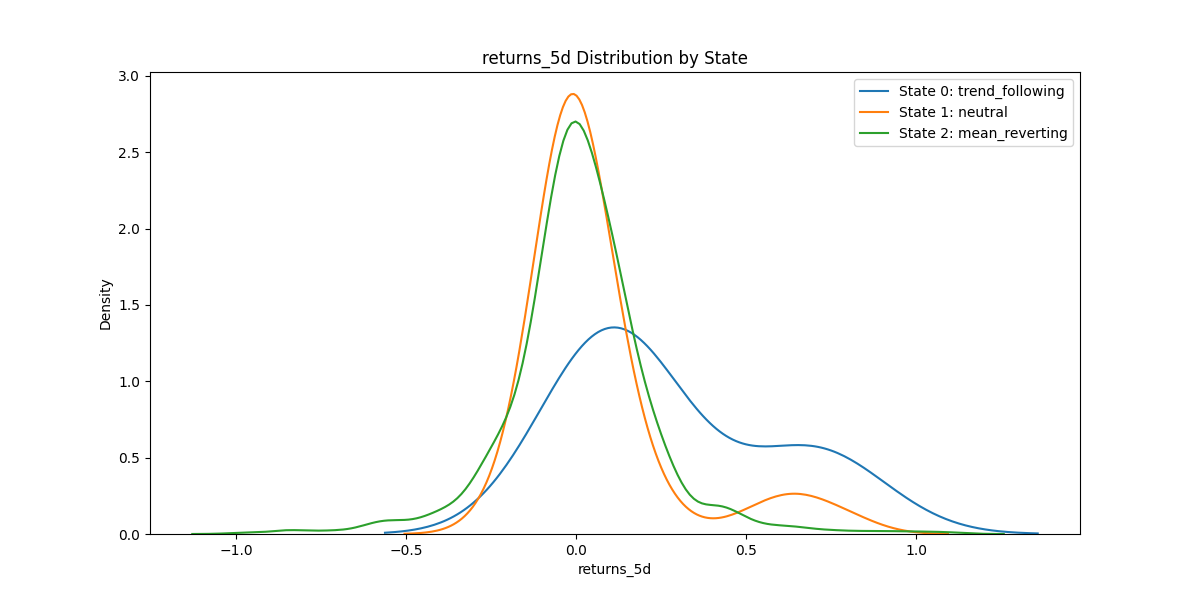 returns_5d Distribution by State
State 0: trend_following
State 1: neutral
State 2: mean_reverting
Density
3.0
2.5
2.0
1.5
1.0
0.5
0.0
−1.0 −0.5 0.0 0.5 1.0
returns_5d